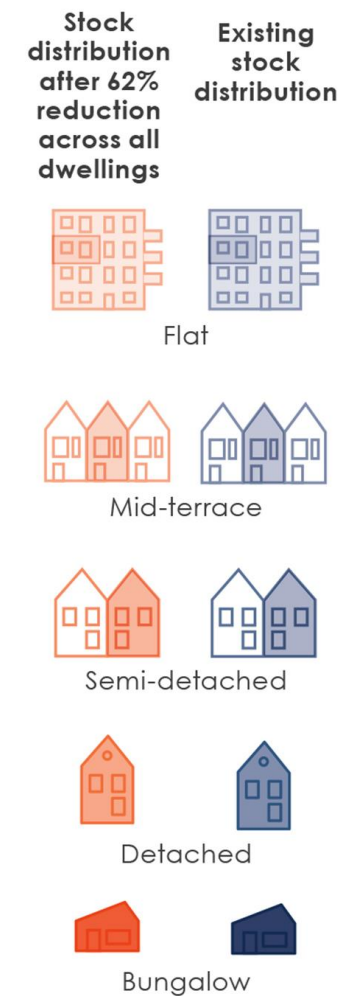 Stock
distribution
after 62%
reduction
across all
dwellings
Existing
stock
distribution
Flat
Mid-terrace
Semi-detached
Detached
Bungalow